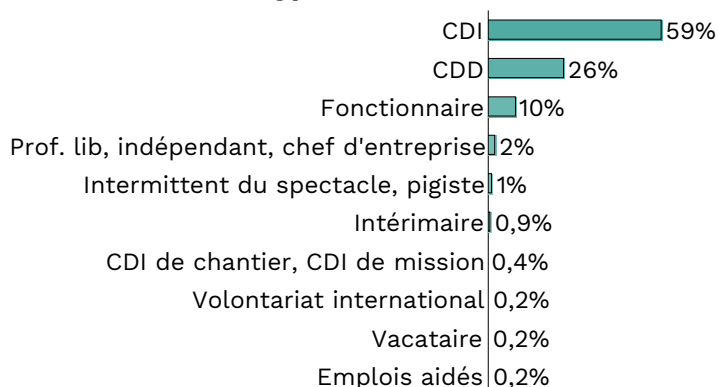 CDI 59%
CDD 26%
Fonctionnaire 10%
Prof. lib, indépendant, chef d'entreprise 2%
Intermittent du spectacle, pigiste 1%
Intérimaire 0,9%
CDI de chantier, CDI de mission 0,4%
Volontariat international 0,2%
Vacataire 0,2%
Emplois aidés 0,2%